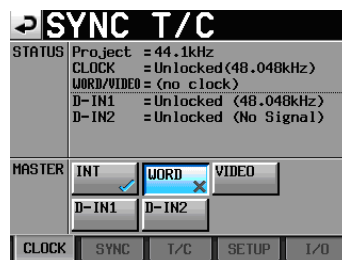 SYNC T/C
STATUS Project = 44.1kHz
CLOCK = Unlocked(48.048kHz)
WORD/VIDEO = (no clock)
D-IN1 = Unlocked (48.048kHz)
D-IN2 = Unlocked (No Signal)
MASTER INT WORD VIDEO
D-IN1 D-IN2
CLOCK SYNC T/C SETUP I/O